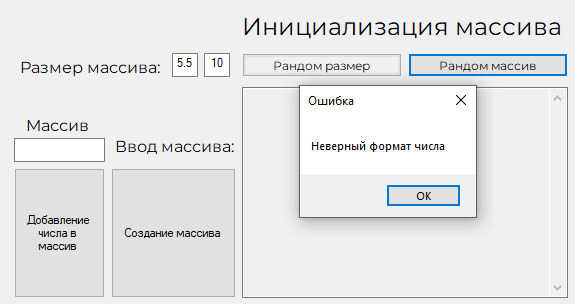 Инициализация массива
Размер массива: 5.5 10 Рандом размер Рандом массив
Ошибка
Неверный формат числа
OK
Массив
Ввод массива:
Добавление
числа в
массив
Создание массива